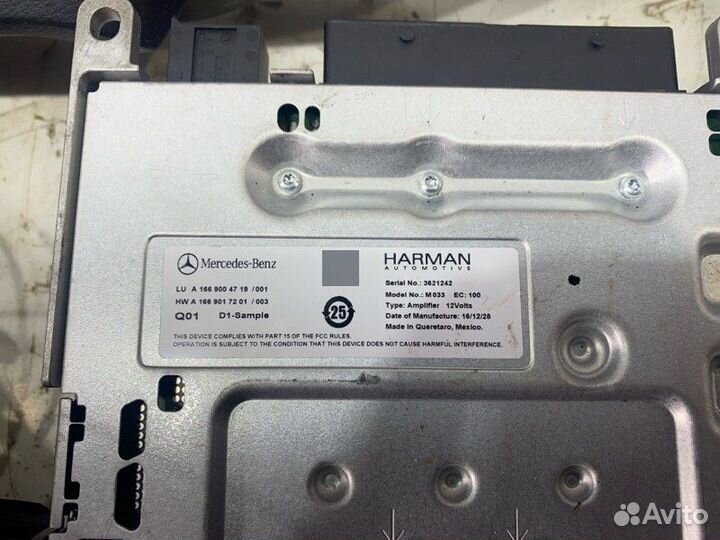 Mercedes-Benz
HARMAN
AUTOMOTIVE
LU A 166 900 47 19 /001
HW A 166 901 72 01 /003
Q01 D1-Sample
25
Serial No.: 3621242
Model No.: M033 EC: 100
Type: Amplifier 12Volts
Date of Manufacture: 16/12/28
Made in Queretaro, Mexico.
THIS DEVICE COMPLIES WITH PART 15 OF THE FCC RULES.
OPERATION IS SUBJECT TO THE CONDITION THAT THIS DEVICE DOES NOT CAUSE HARMFUL INTERFERENCE.
Avito